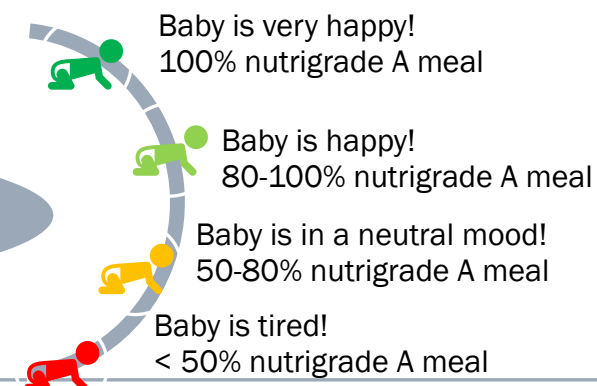 Baby is very happy!
100% nutrigrade A meal
Baby is happy!
80-100% nutrigrade A meal
Baby is in a neutral mood!
50-80% nutrigrade A meal
Baby is tired!
< 50% nutrigrade A meal